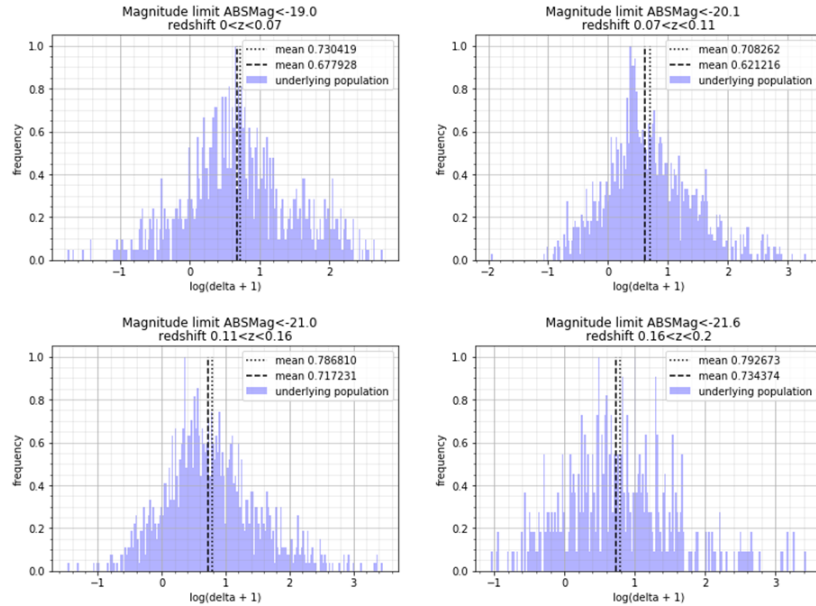 Magnitude limit ABSMag<-19.0
redshift 0<z<0.07
1.0
0.8
0.6
0.4
0.2
0.0
frequency
mean 0.730419
mean 0.677928
underlying population
−1
0
1
2
log(delta + 1)
Magnitude limit ABSMag<-20.1
redshift 0.07<z<0.11
1.0
0.8
0.6
0.4
0.2
0.0
frequency
mean 0.708262
mean 0.621216
underlying population
−2
−1
0
1
2
3
log(delta + 1)
Magnitude limit ABSMag<-21.0
redshift 0.11<z<0.16
1.0
0.8
0.6
0.4
0.2
0.0
frequency
mean 0.786810
mean 0.717231
underlying population
−1
0
1
2
3
log(delta + 1)
Magnitude limit ABSMag<-21.6
redshift 0.16<z<0.2
1.0
0.8
0.6
0.4
0.2
0.0
frequency
mean 0.792673
mean 0.734374
underlying population
−1
0
1
2
3
log(delta + 1)